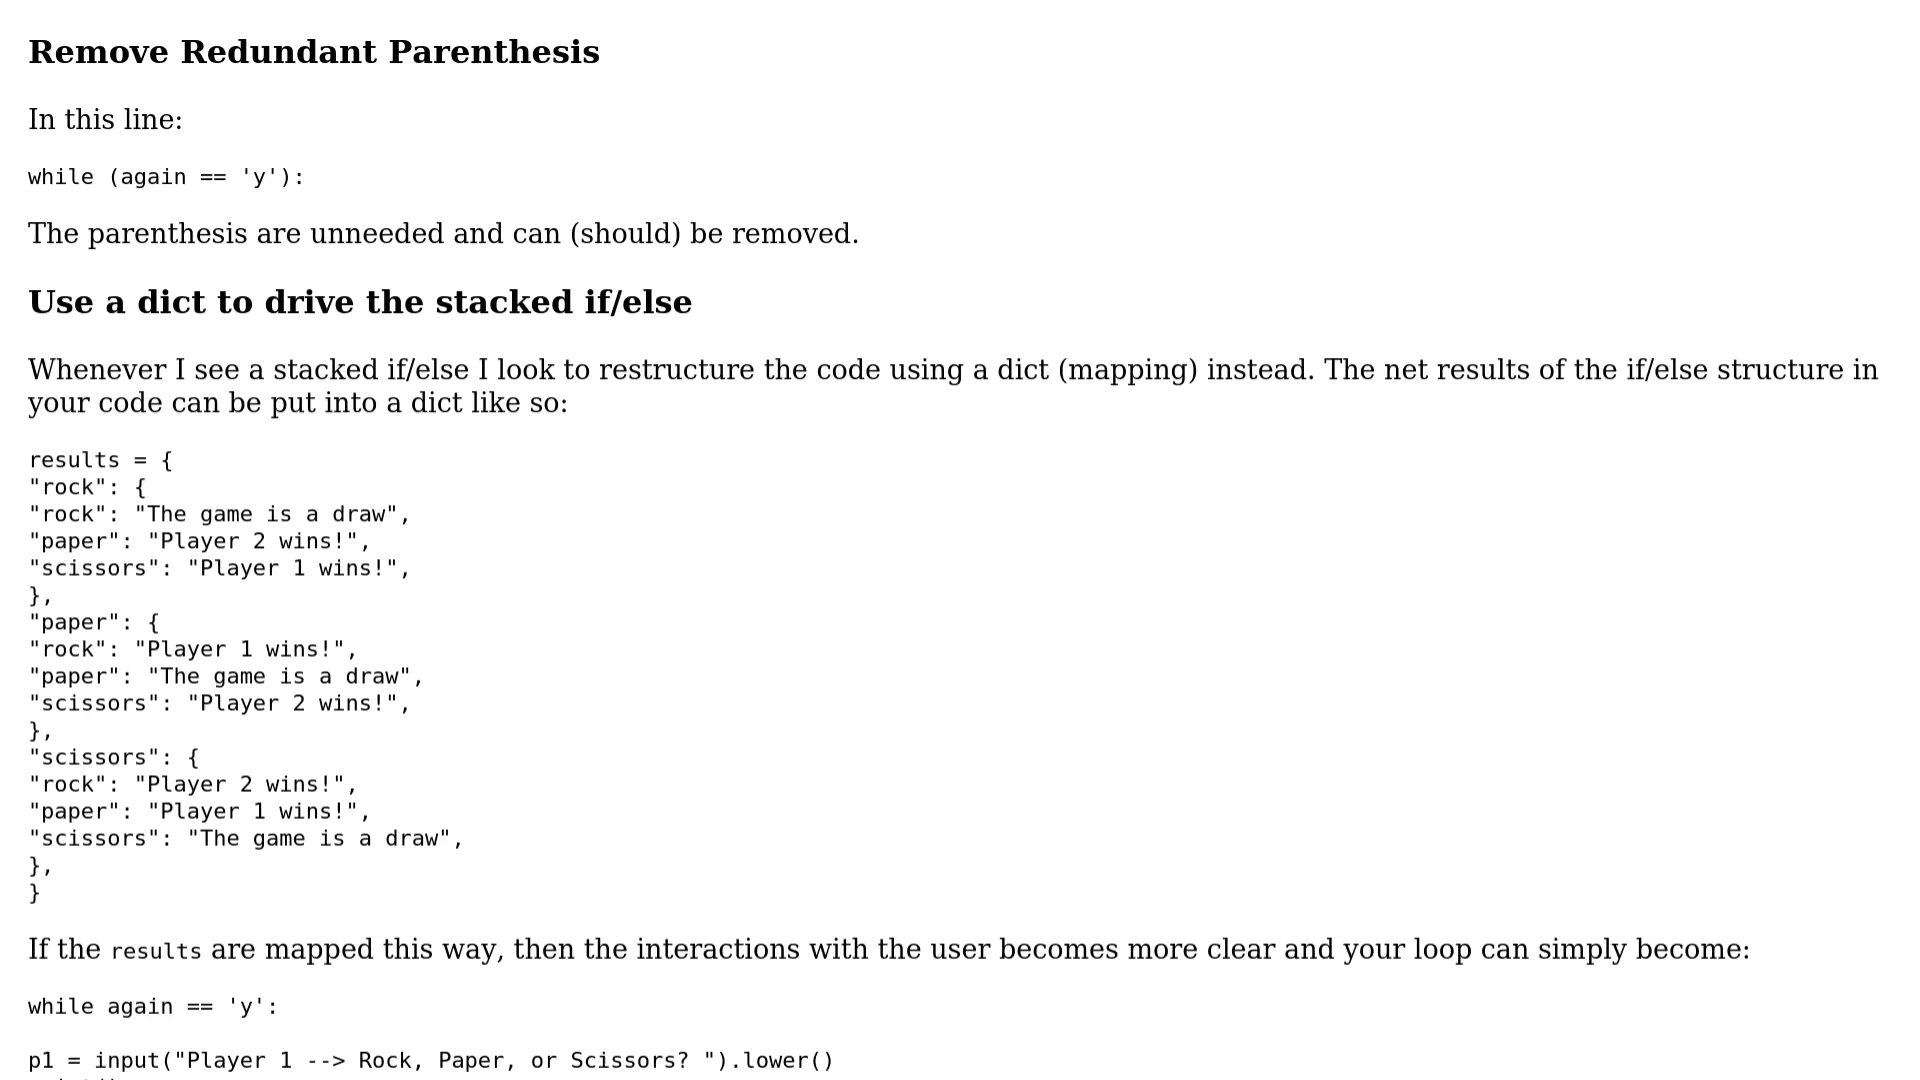 Remove Redundant Parenthesis
In this line:
while (again == 'y'):
The parenthesis are unneeded and can (should) be removed.
Use a dict to drive the stacked if/else
Whenever I see a stacked if/else I look to restructure the code using a dict (mapping) instead. The net results of the if/else structure in
your code can be put into a dict like so:
results = {
"rock": {
"rock": "The game is a draw",
"paper": "Player 2 wins!",
"scissors": "Player 1 wins!",
},
"paper": {
"rock": "Player 1 wins!",
"paper": "The game is a draw",
"scissors": "Player 2 wins!",
},
"scissors": {
"rock": "Player 2 wins!",
"paper": "Player 1 wins!",
"scissors": "The game is a draw",
},
}
If the results are mapped this way, then the interactions with the user becomes more clear and your loop can simply become:
while again == 'y':
p1 = input("Player 1 --> Rock, Paper, or Scissors? ").lower()